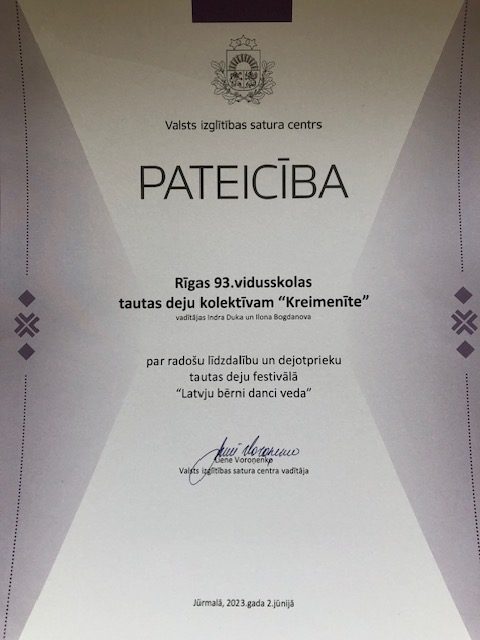 Valsts izglītības satura centrs
PATEICĪBA
Rīgas 93.vidusskolas
tautas deju kolektīvam “Kreimenīte”
vadītājas Indra Duka un Ilona Bogdanova
par radošu līdzdalību un dejotprieku
tautas deju festivālā
“Latvju bērni danci veda”
Liene Voroņenko
Valsts izglītības satura centra vadītāja
Jūrmalā, 2023.gada 2.jūnijā